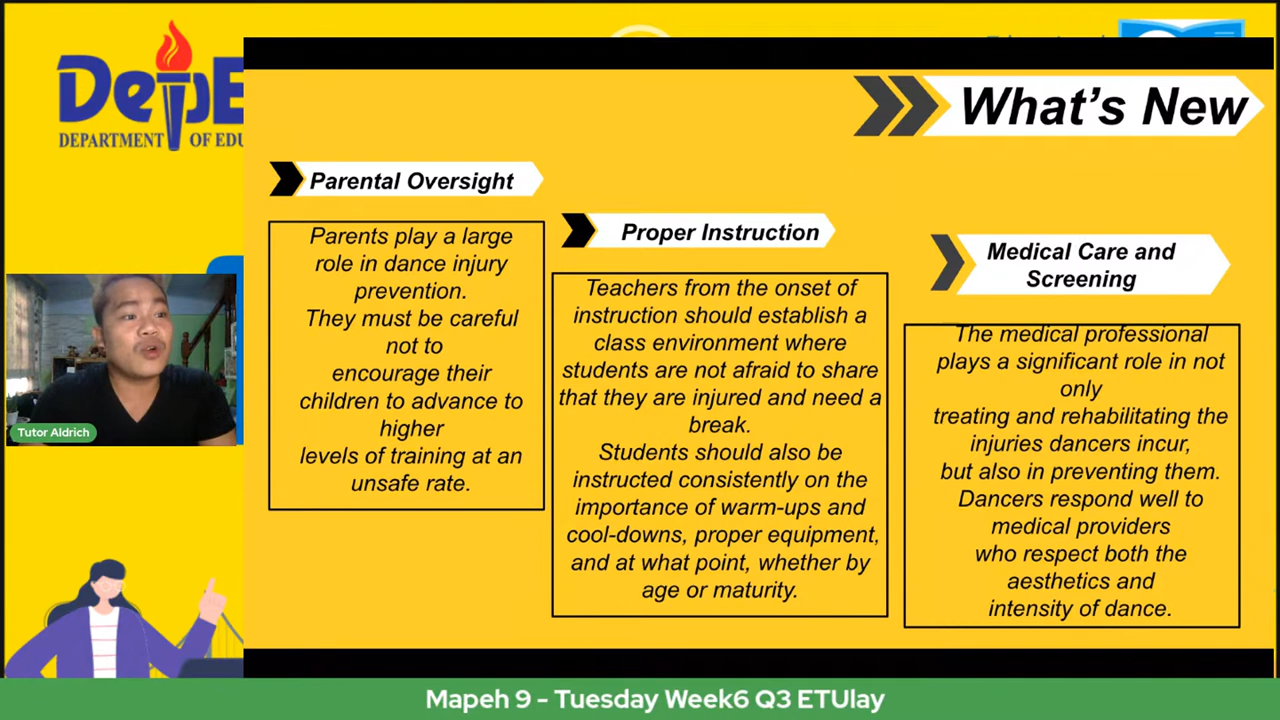 DepE
DEPARTMENT OF EDU
What's New
Parental Oversight
Parents play a large
role in dance injury
prevention.
They must be careful
not to
encourage their
children to advance to
higher
levels of training at an
unsafe rate.
Proper Instruction
Teachers from the onset of
instruction should establish a
class environment where
students are not afraid to share
that they are injured and need a
break.
Students should also be
instructed consistently on the
importance of warm-ups and
cool-downs, proper equipment,
and at what point, whether by
age or maturity.
Medical Care and
Screening
The medical professional
plays a significant role in not
only
treating and rehabilitating the
injuries dancers incur,
but also in preventing them.
Dancers respond well to
medical providers
who respect both the
aesthetics and
intensity of dance.
Tutor Aldrich
Mapeh 9 - Tuesday Week6 Q3 ETUlay